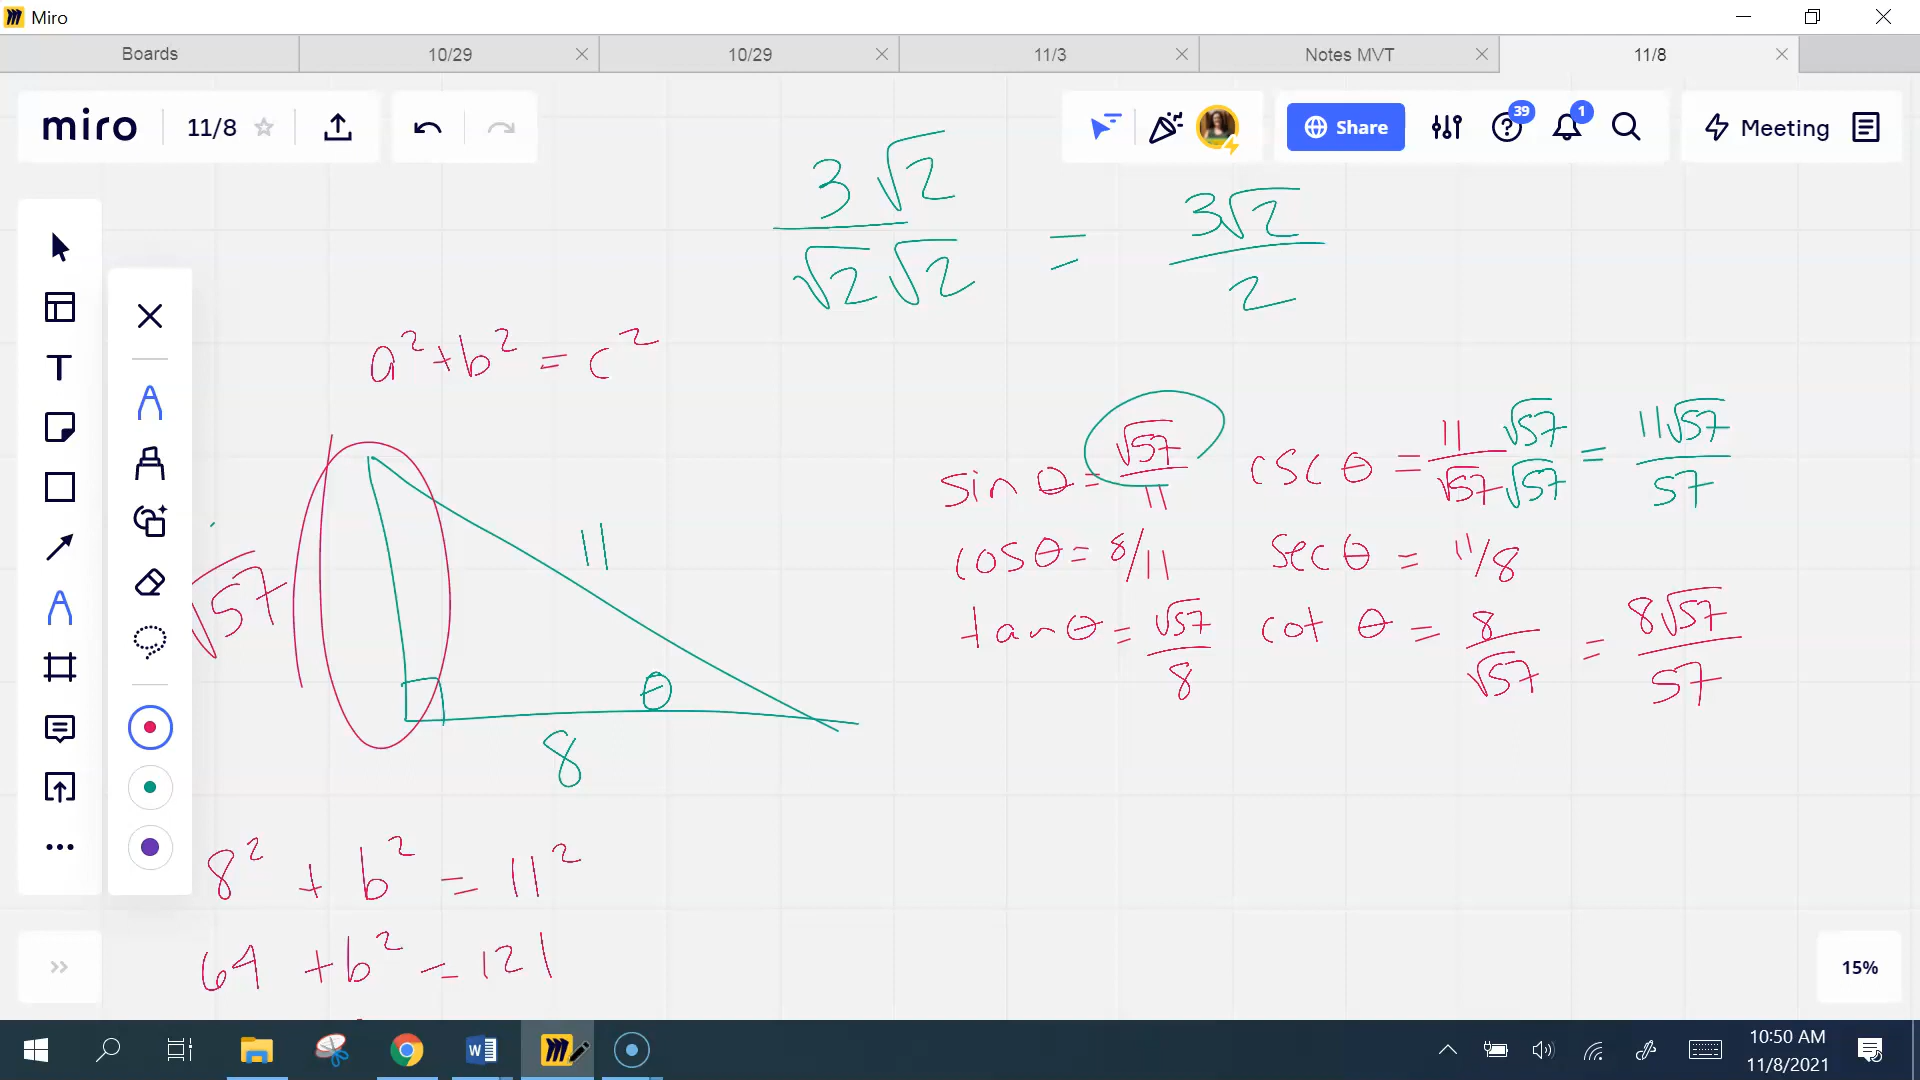 Miro
Boards 10/29 10/29 11/3 Notes MVT 11/8
miro 11/8 Share 39 1 Meeting
3√2 / √2 √2 = 3√2 / 2
a² + b² = c²
sin θ = √57 / 11 csc θ = 11 √57 / √57 √57 = 11√57 / 57
11
cos θ = 8/11 sec θ = 11/8
√57
tan θ = √57 / 8 cot θ = 8 / √57 = 8√57 / 57
θ
8
8² + b² = 11²
64 + b² = 121
15%
10:50 AM
11/8/2021